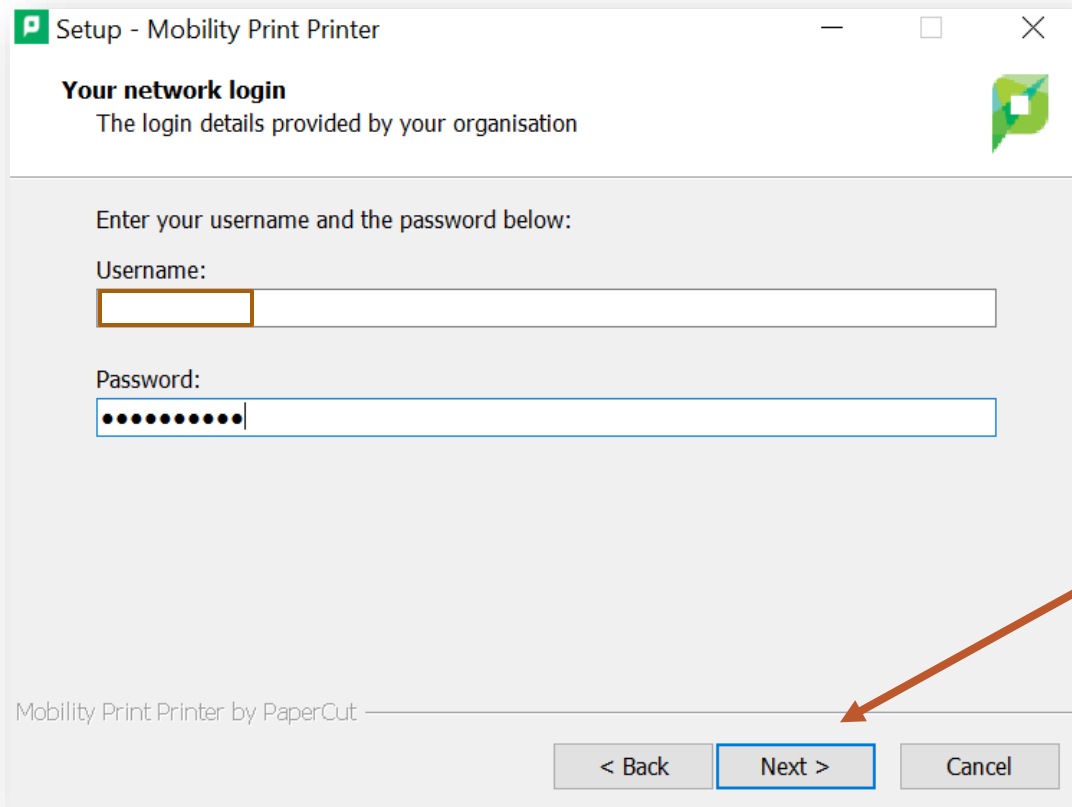 Setup - Mobility Print Printer
Your network login
The login details provided by your organisation
Enter your username and the password below:
Username:
Password:
●●●●●●●●●●
Mobility Print Printer by PaperCut
< Back Next > Cancel